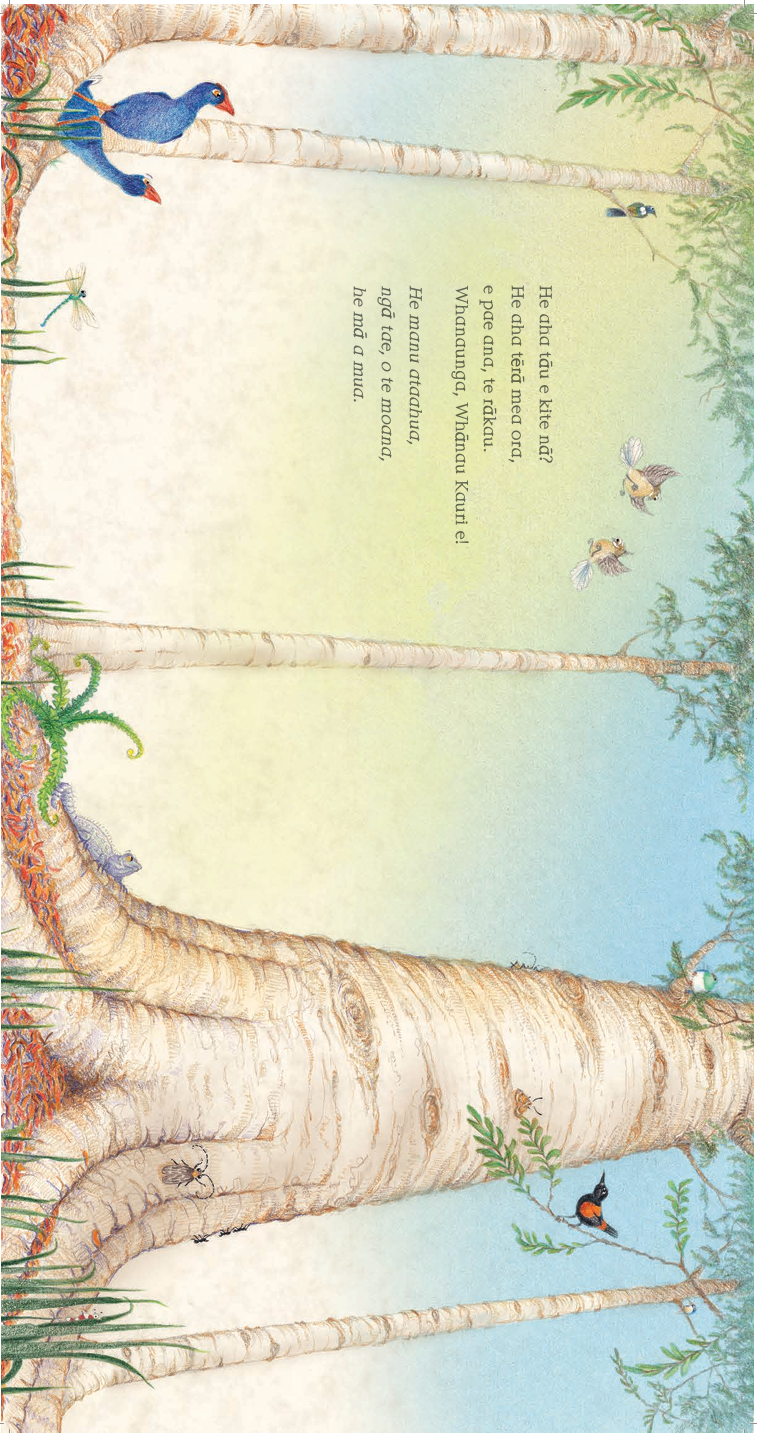 He aha tāu e kite nā?
He aha tērā mea ora,
e pae ana, te rākau.
Whanaunga, Whānau Kauri e!
He manu ataahua,
ngā tae, o te moana,
he mā a mua.